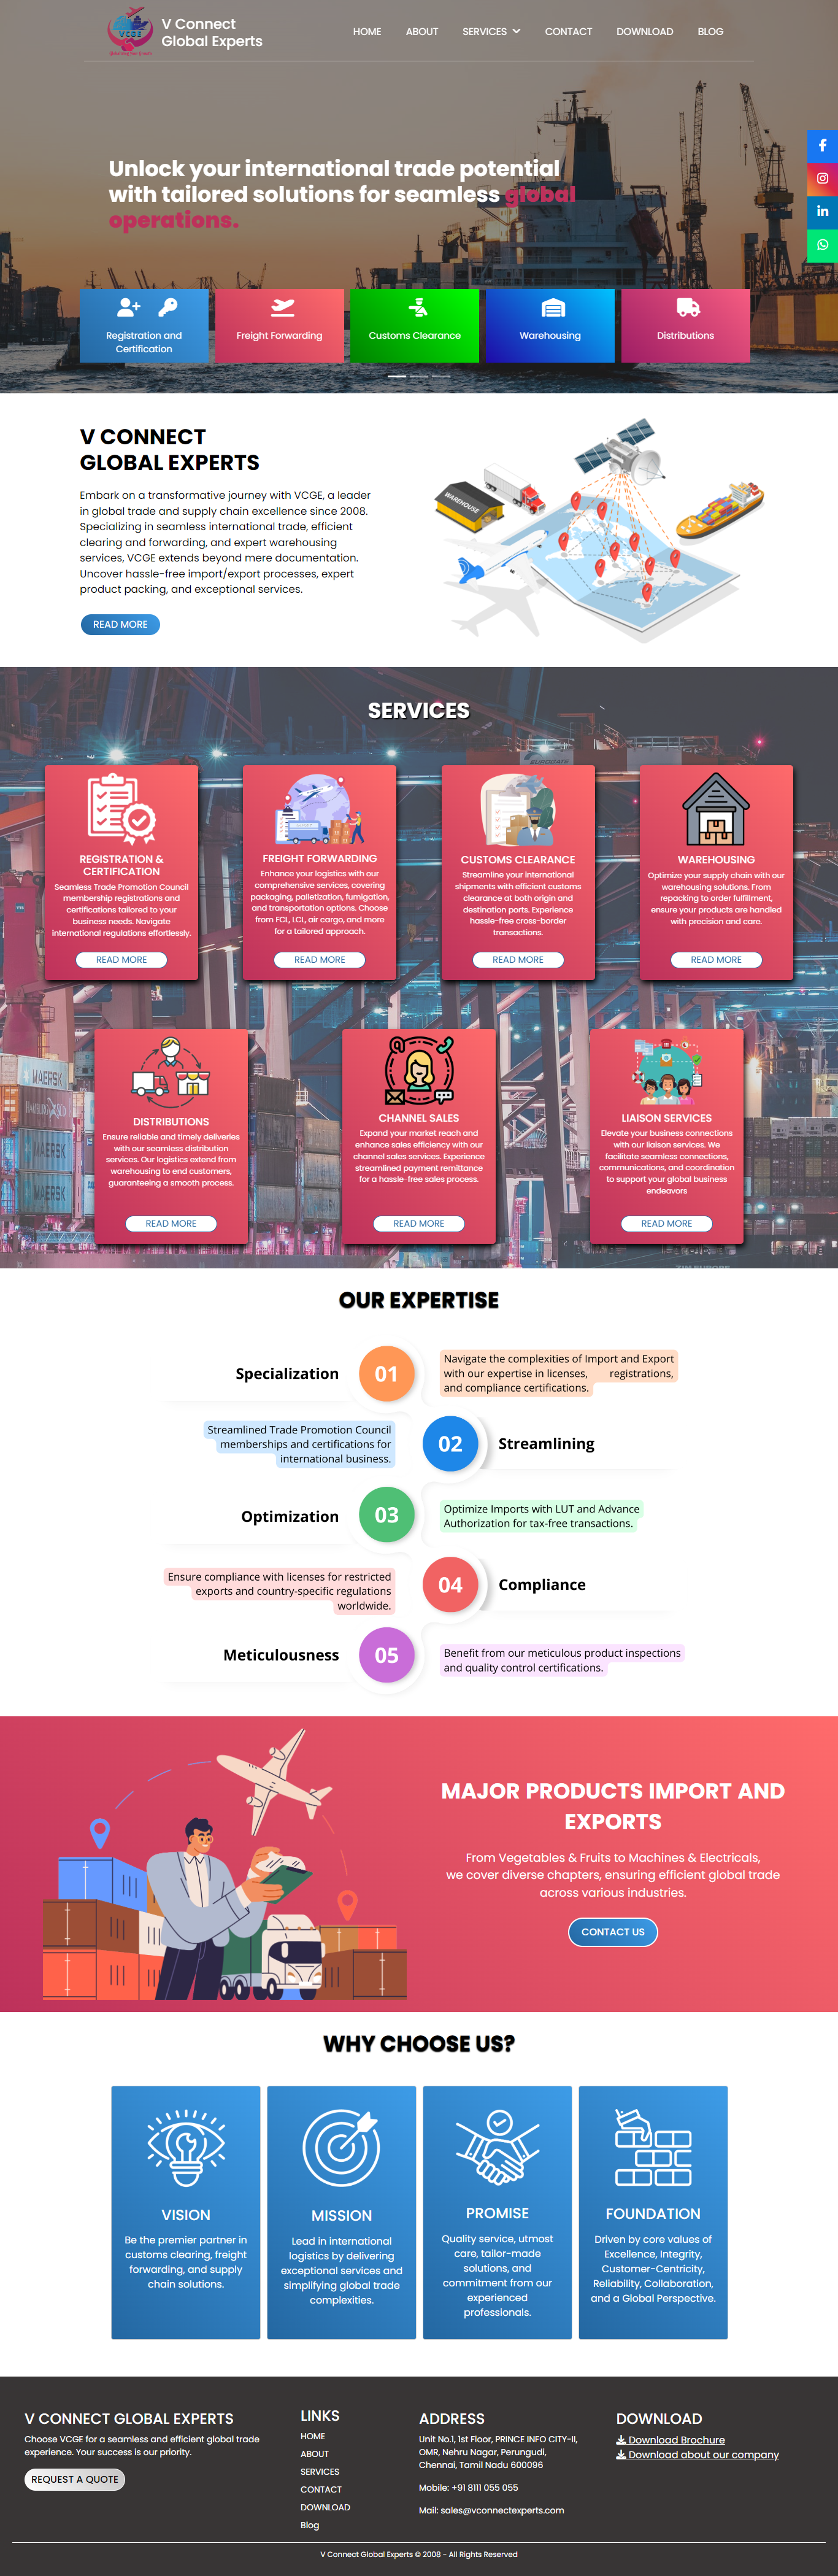 VCGE
V Connect
Global Experts
HOME
ABOUT
SERVICES
CONTACT
DOWNLOAD
BLOG
Unlock your international trade potential
with tailored solutions for seamless global
operations.
Registration and
Certification
Freight Forwarding
Customs Clearance
Warehousing
Distributions
V CONNECT
GLOBAL EXPERTS
Embark on a transformative journey with VCGE, a leader
in global trade and supply chain excellence since 2008.
Specializing in seamless international trade, efficient
clearing and forwarding, and expert warehousing
services, VCGE extends beyond mere documentation.
Uncover hassle-free import/export processes, expert
product packing, and exceptional services.
READ MORE
WAREHOUSE
SERVICES
EUROGATE
REGISTRATION &
CERTIFICATION
Seamless Trade Promotion Council
membership registrations and
certifications tailored to your
business needs. Navigate
international regulations effortlessly.
READ MORE
FREIGHT FORWARDING
Enhance your logistics with our
comprehensive services, covering
packaging, palletization, fumigation,
and transportation options. Choose
from FCL, LCL, air cargo, and more
for a tailored approach.
READ MORE
CUSTOMS CLEARANCE
Streamline your international
shipments with efficient customs
clearance at both origin and
destination ports. Experience
hassle-free cross-border
transactions.
READ MORE
WAREHOUSING
Optimize your supply chain with our
warehousing solutions. From
repacking to order fulfillment,
ensure your products are handled
with precision and care.
READ MORE
MAERSK
HAMBURG SÜD
MAERSK
MAERSK
DISTRIBUTIONS
Ensure reliable and timely deliveries
with our seamless distribution
services. Our logistics extend from
warehousing to end customers,
guaranteeing a smooth process.
READ MORE
CHANNEL SALES
Expand your market reach and
enhance sales efficiency with our
channel sales services. Experience
streamlined payment remittance
for a hassle-free sales process.
READ MORE
LIAISON SERVICES
Elevate your business connections
with our liaison services. We
facilitate seamless connections,
communications, and coordination
to support your global business
endeavors
READ MORE
OUR EXPERTISE
Specialization
01
Navigate the complexities of Import and Export
with our expertise in licenses, registrations,
and compliance certifications.
Streamlined Trade Promotion Council
memberships and certifications for
international business.
02
Streamlining
Optimization
03
Optimize Imports with LUT and Advance
Authorization for tax-free transactions.
Ensure compliance with licenses for restricted
exports and country-specific regulations
worldwide.
04
Compliance
Meticulousness
05
Benefit from our meticulous product inspections
and quality control certifications.
MAJOR PRODUCTS IMPORT AND
EXPORTS
From Vegetables & Fruits to Machines & Electricals,
we cover diverse chapters, ensuring efficient global trade
across various industries.
CONTACT US
WHY CHOOSE US?
VISION
Be the premier partner in
customs clearing, freight
forwarding, and supply
chain solutions.
MISSION
Lead in international
logistics by delivering
exceptional services and
simplifying global trade
complexities.
PROMISE
Quality service, utmost
care, tailor-made
solutions, and
commitment from our
experienced
professionals.
FOUNDATION
Driven by core values of
Excellence, Integrity,
Customer-Centricity,
Reliability, Collaboration,
and a Global Perspective.
V CONNECT GLOBAL EXPERTS
Choose VCGE for a seamless and efficient global trade
experience. Your success is our priority.
REQUEST A QUOTE
LINKS
HOME
ABOUT
SERVICES
CONTACT
DOWNLOAD
Blog
ADDRESS
Unit No.1, 1st Floor, PRINCE INFO CITY-II,
OMR, Nehru Nagar, Perungudi,
Chennai, Tamil Nadu 600096
Mobile: +91 8111 055 055
Mail: sales@vconnectexperts.com
DOWNLOAD
Download Brochure
Download about our company
V Connect Global Experts © 2008 - All Rights Reserved